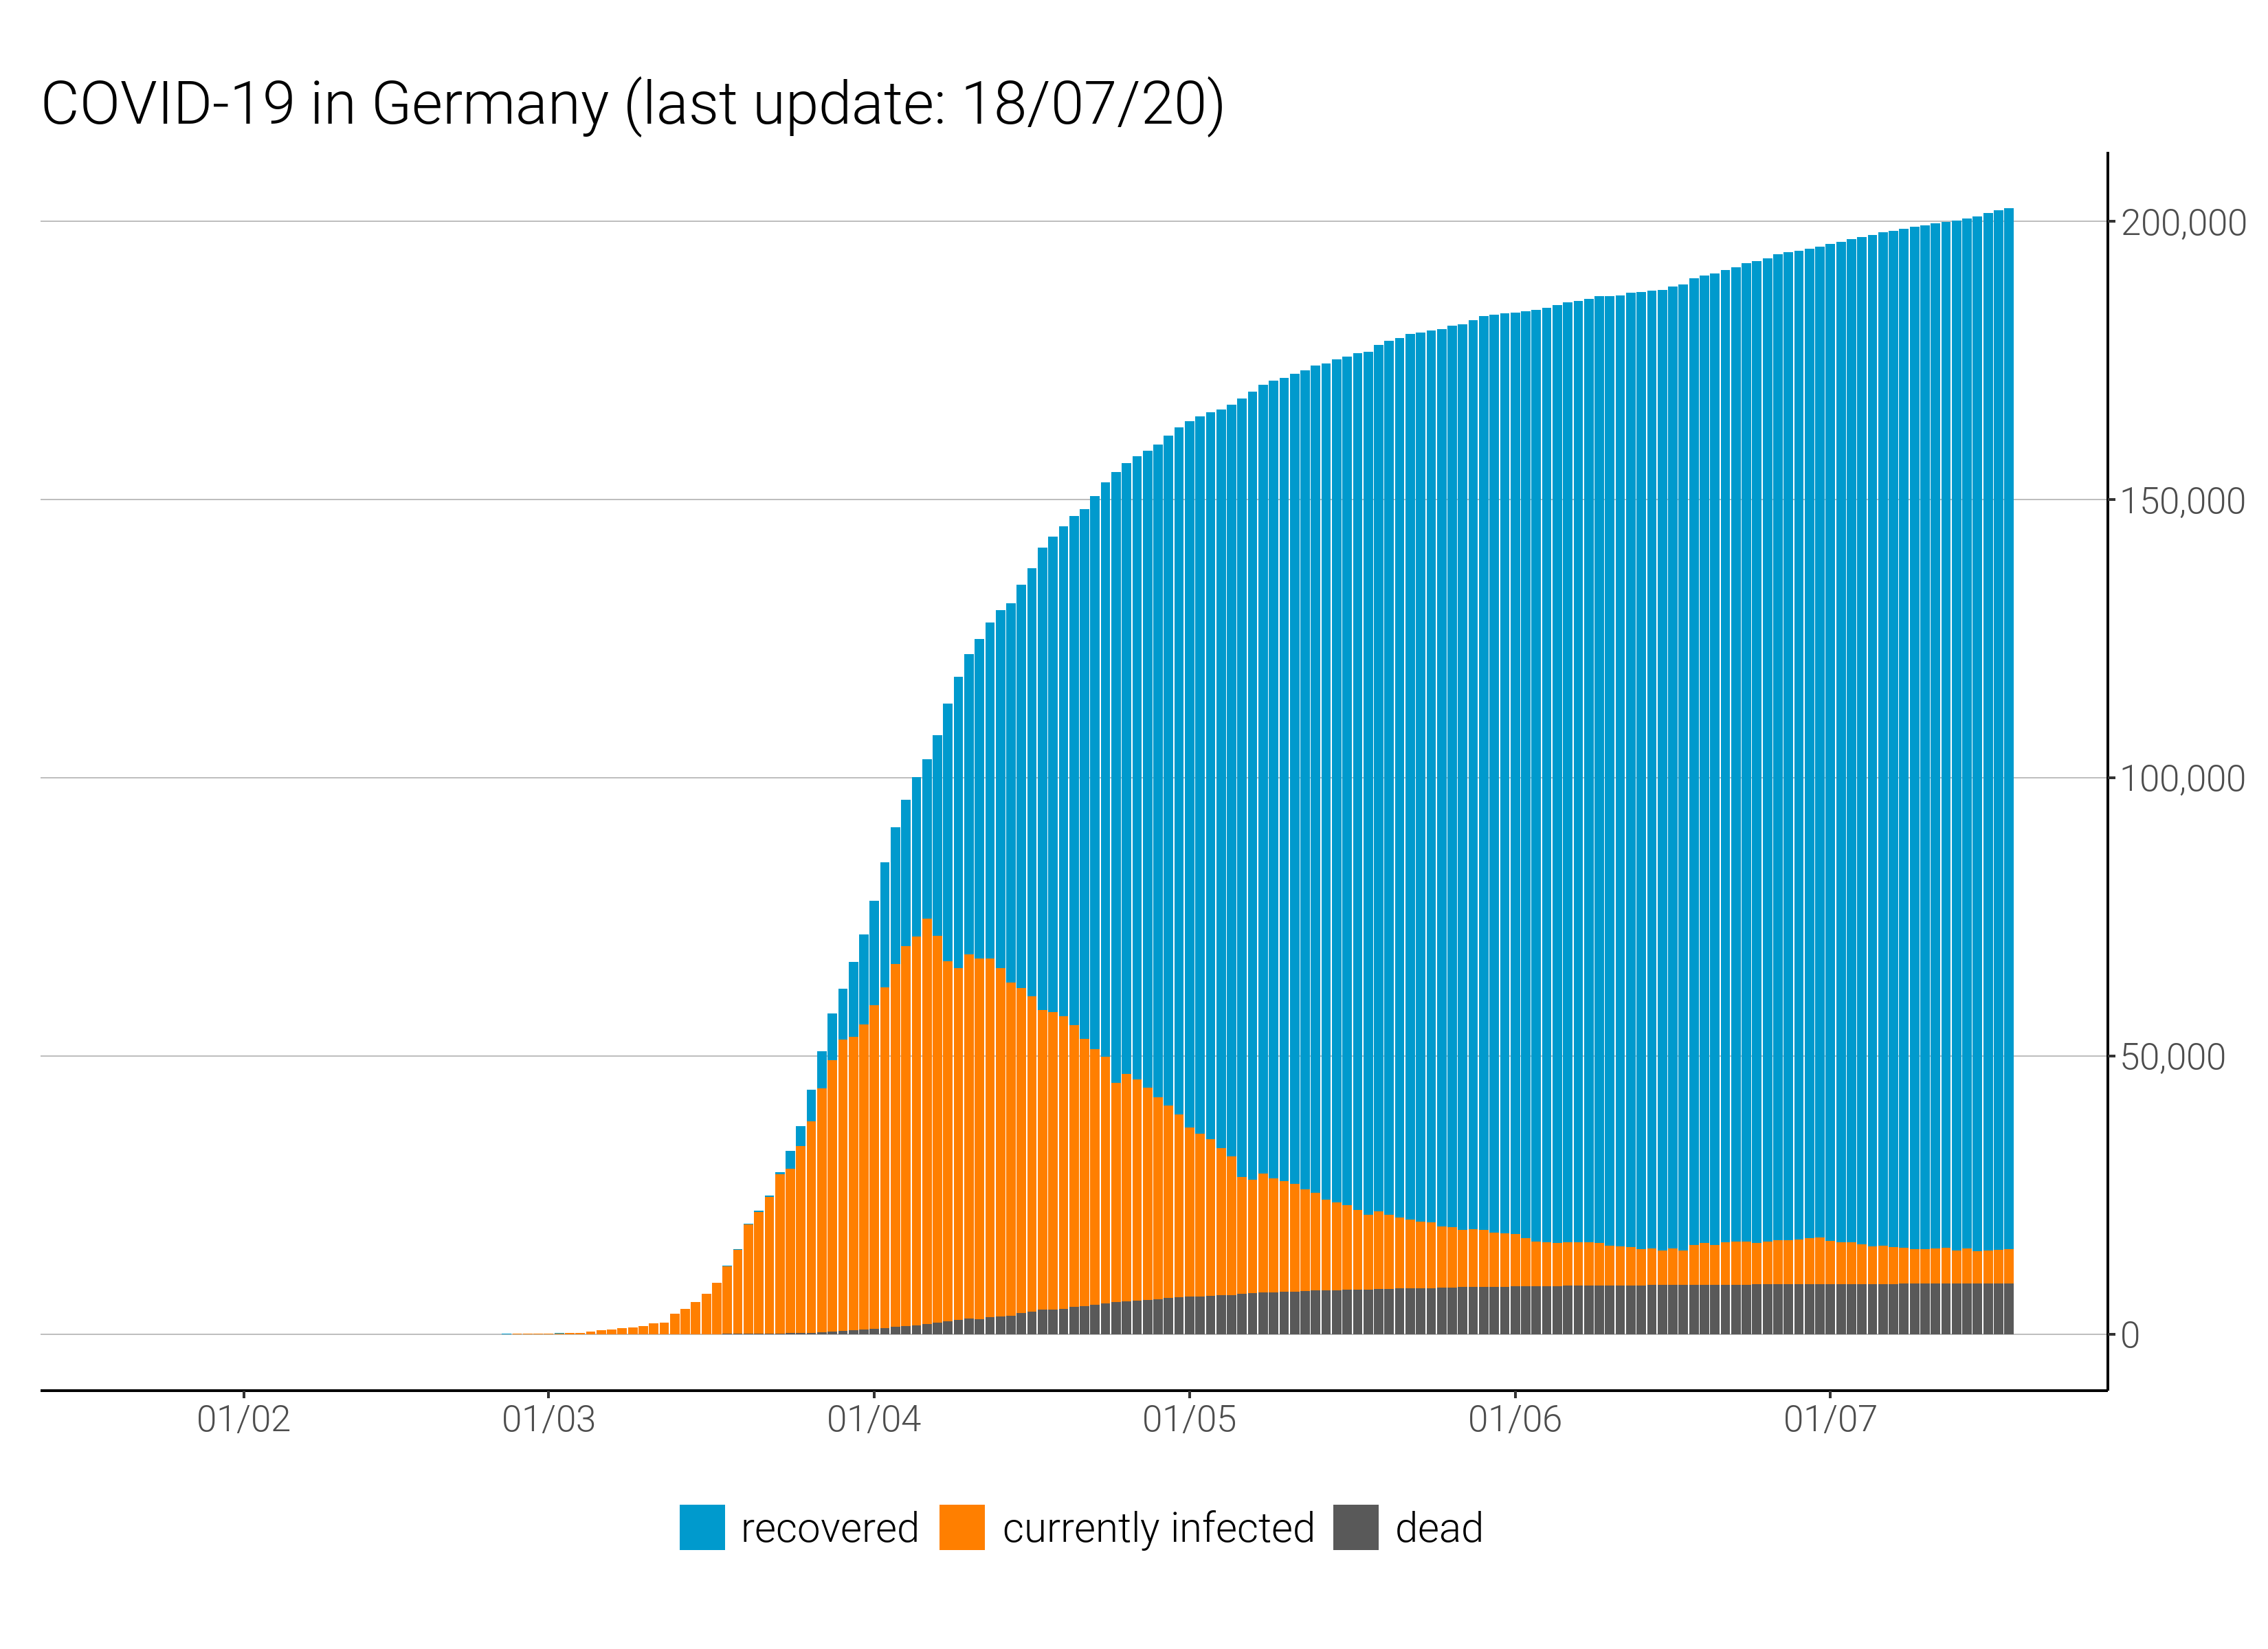 COVID-19 in Germany (last update: 18/07/20)
200,000
150,000
100,000
50,000
0
01/02 01/03 01/04 01/05 01/06 01/07
recovered currently infected dead